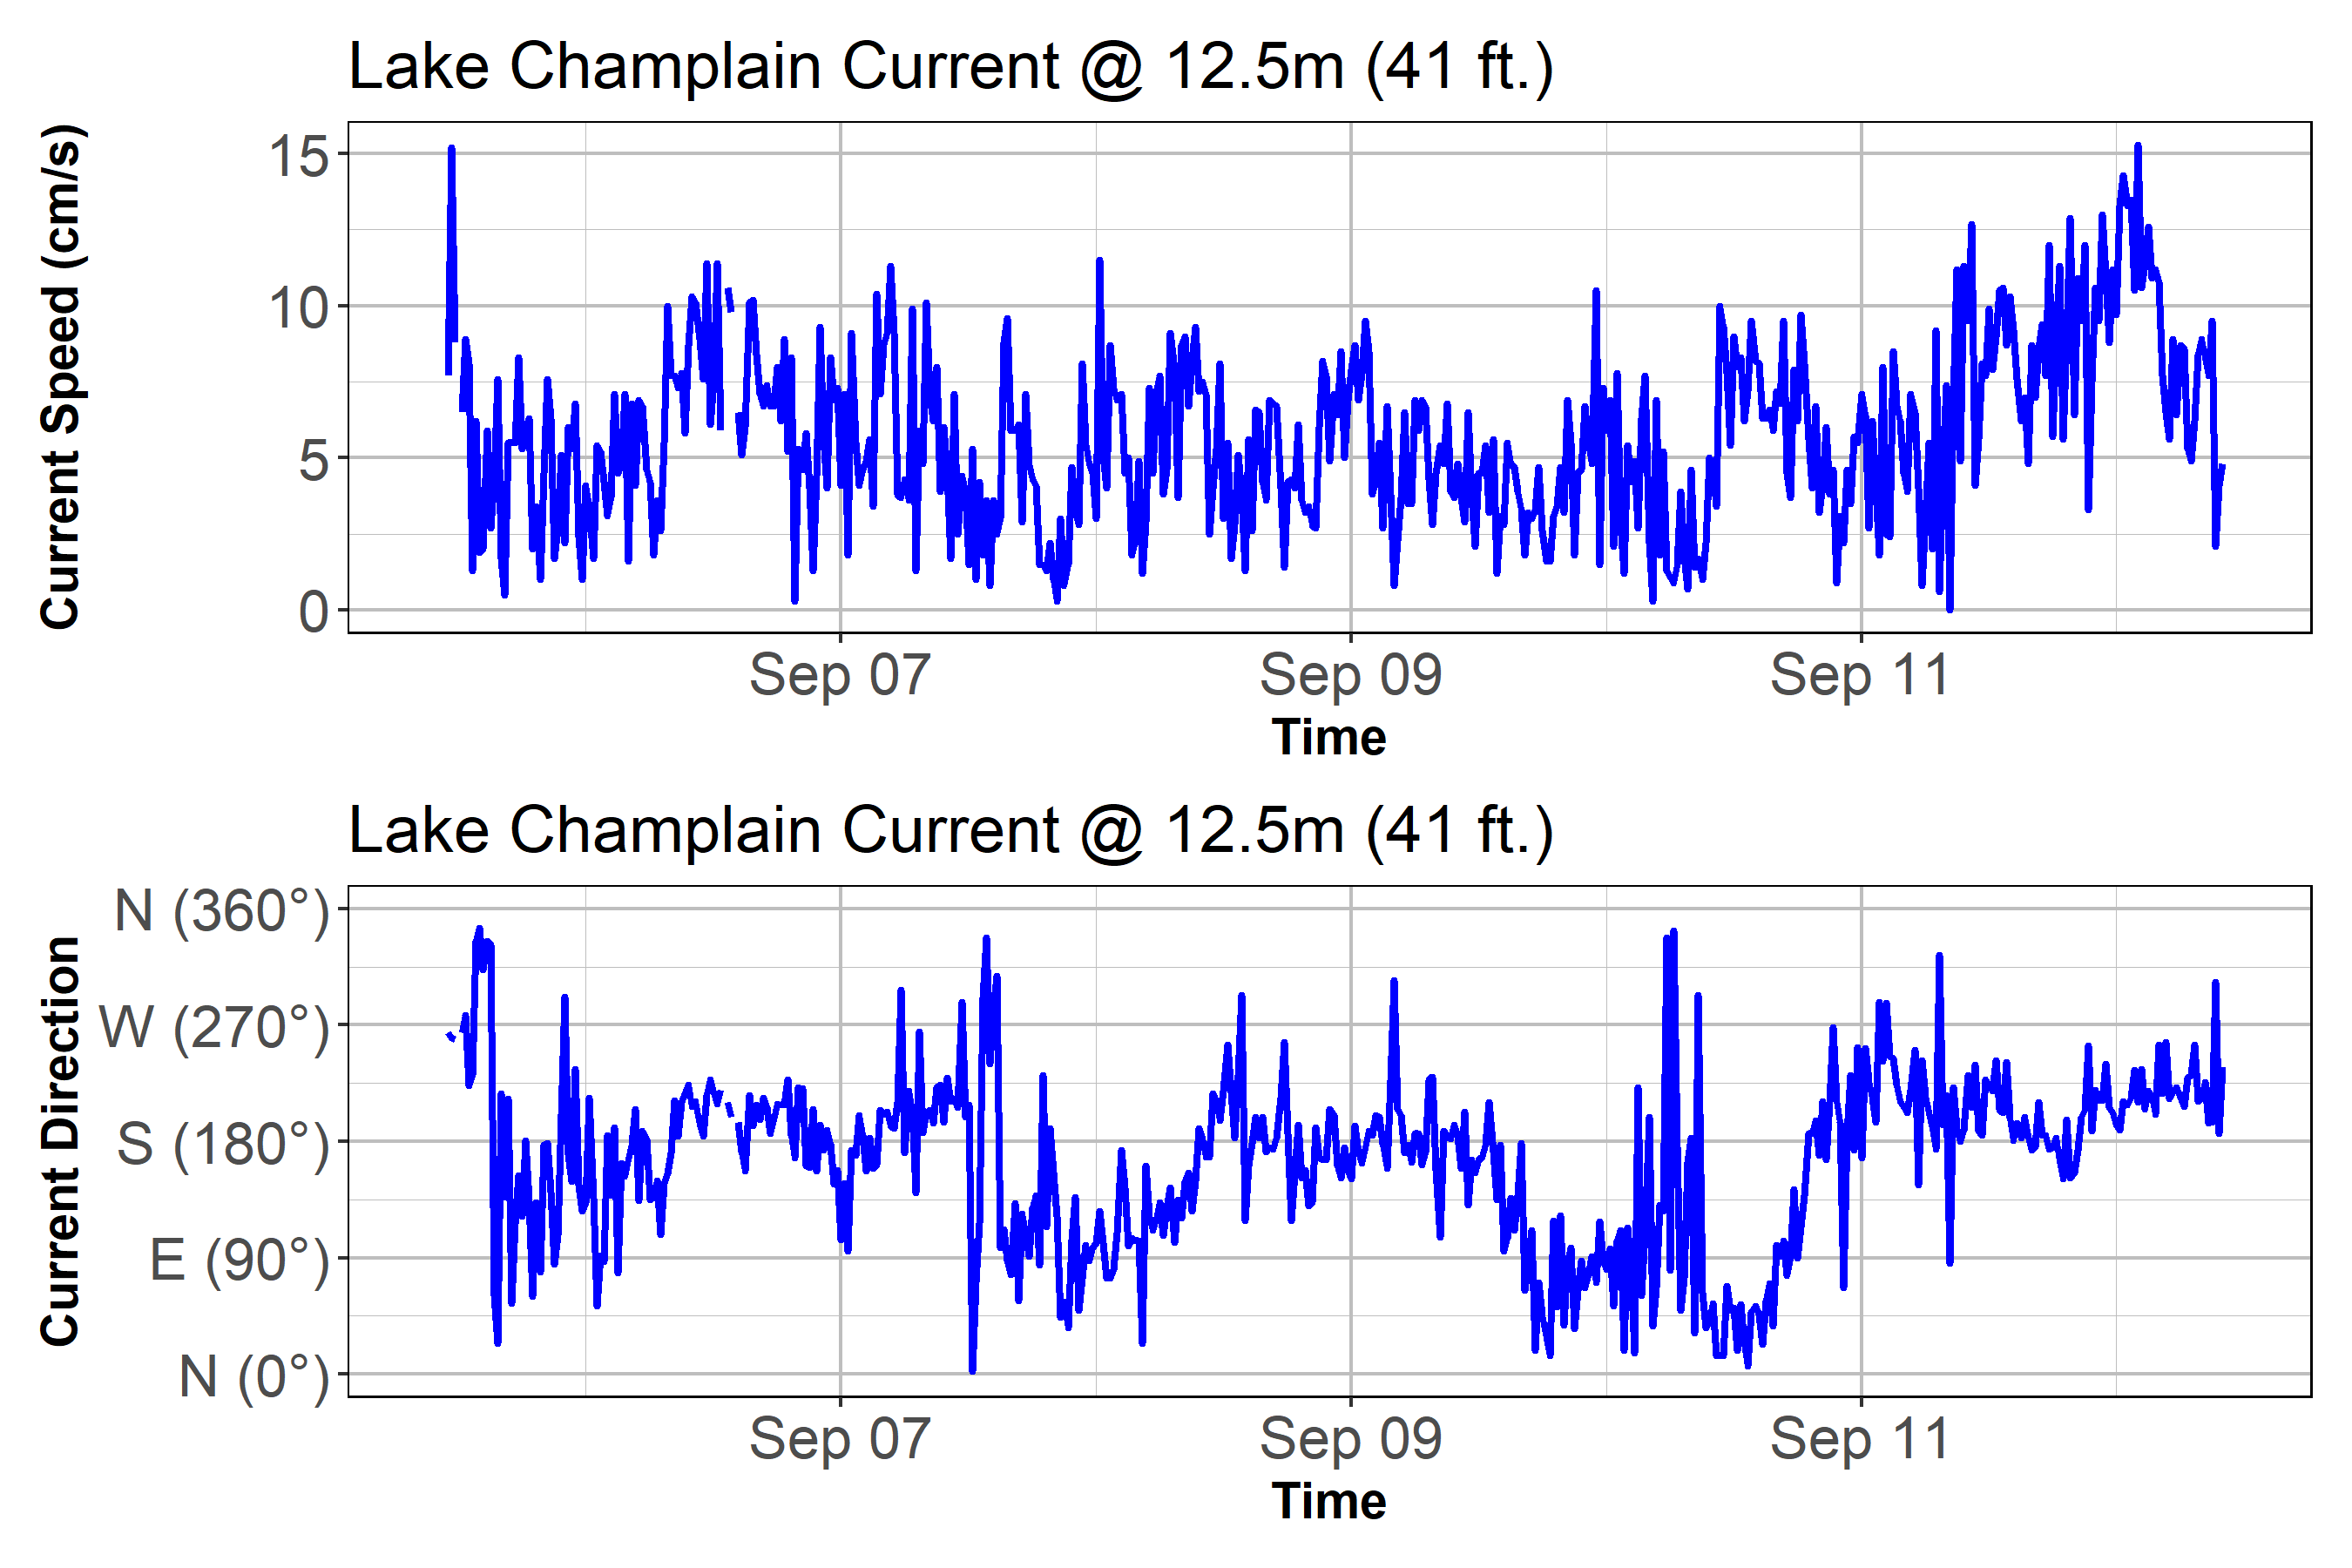 Lake Champlain Current @ 12.5m (41 ft.)
Current Speed (cm/s)
15
10
5
0
Sep 07 Sep 09 Sep 11
Time
Lake Champlain Current @ 12.5m (41 ft.)
Current Direction
N (360°)
W (270°)
S (180°)
E (90°)
N (0°)
Sep 07 Sep 09 Sep 11
Time